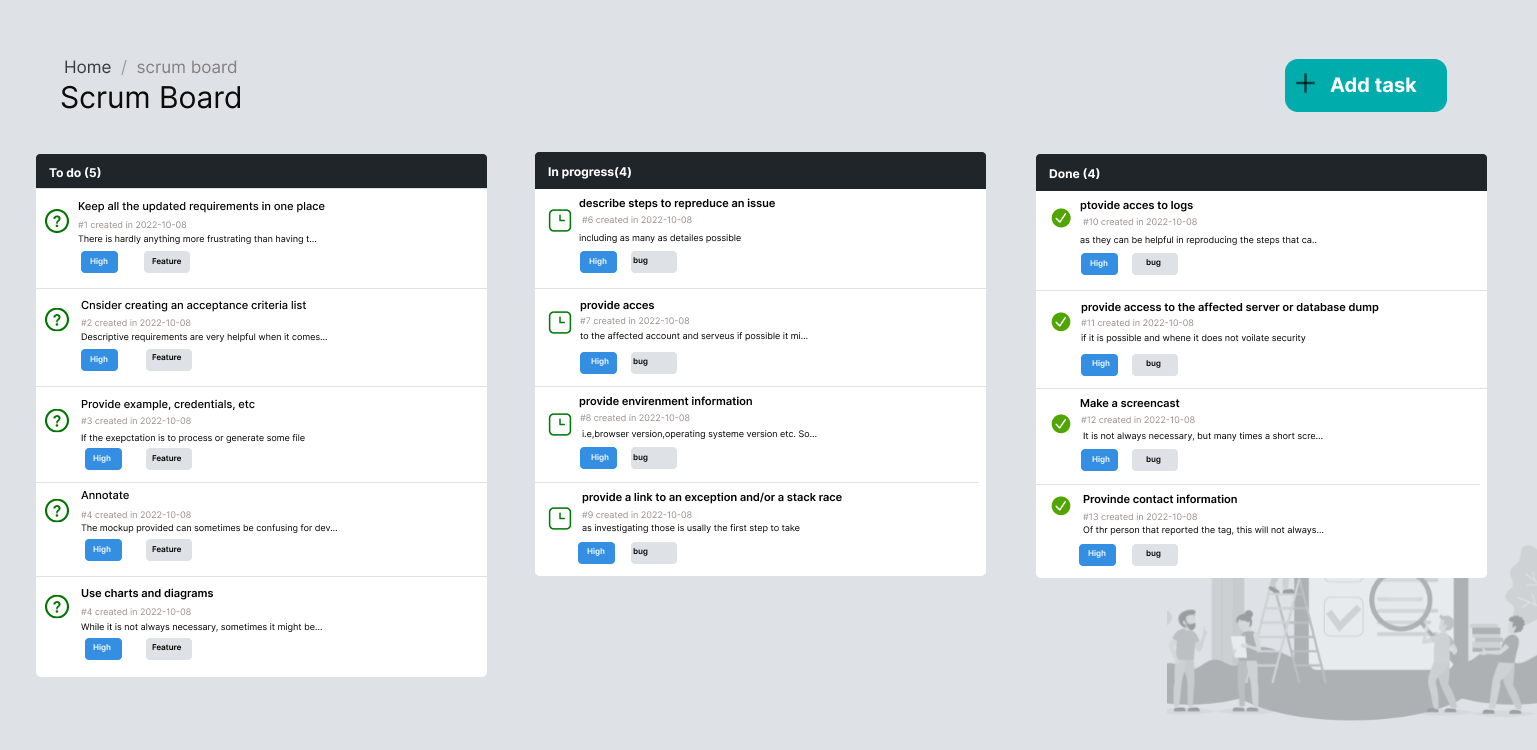 Home / scrum board
Scrum Board
Add task
To do (5)
Keep all the updated requirements in one place
#1 created in 2022-10-08
There is hardly anything more frustrating than having t...
High Feature
Cnsider creating an acceptance criteria list
#2 created in 2022-10-08
Descriptive requirements are very helpful when it comes...
High Feature
Provide example, credentials, etc
#3 created in 2022-10-08
If the exepctation is to process or generate some file
High Feature
Annotate
#4 created in 2022-10-08
The mockup provided can sometimes be confusing for dev...
High Feature
Use charts and diagrams
#4 created in 2022-10-08
While it is not always necessary, sometimes it might be...
High Feature
In progress(4)
describe steps to repreduce an issue
#6 created in 2022-10-08
including as many as detailes possible
High bug
provide acces
#7 created in 2022-10-08
to the affected account and serveus if possible it mi...
High bug
provide envirenment information
#8 created in 2022-10-08
i.e,browser version,operating systeme version etc. So...
High bug
provide a link to an exception and/or a stack race
#9 created in 2022-10-08
as investigating those is usally the first step to take
High bug
Done (4)
ptovide acces to logs
#10 created in 2022-10-08
as they can be helpful in reproducing the steps that ca..
High bug
provide access to the affected server or database dump
#11 created in 2022-10-08
if it is possible and whene it does not voilate security
High bug
Make a screencast
#12 created in 2022-10-08
It is not always necessary, but many times a short scre...
High bug
Provinde contact information
#13 created in 2022-10-08
Of thr person that reported the tag, this will not always...
High bug